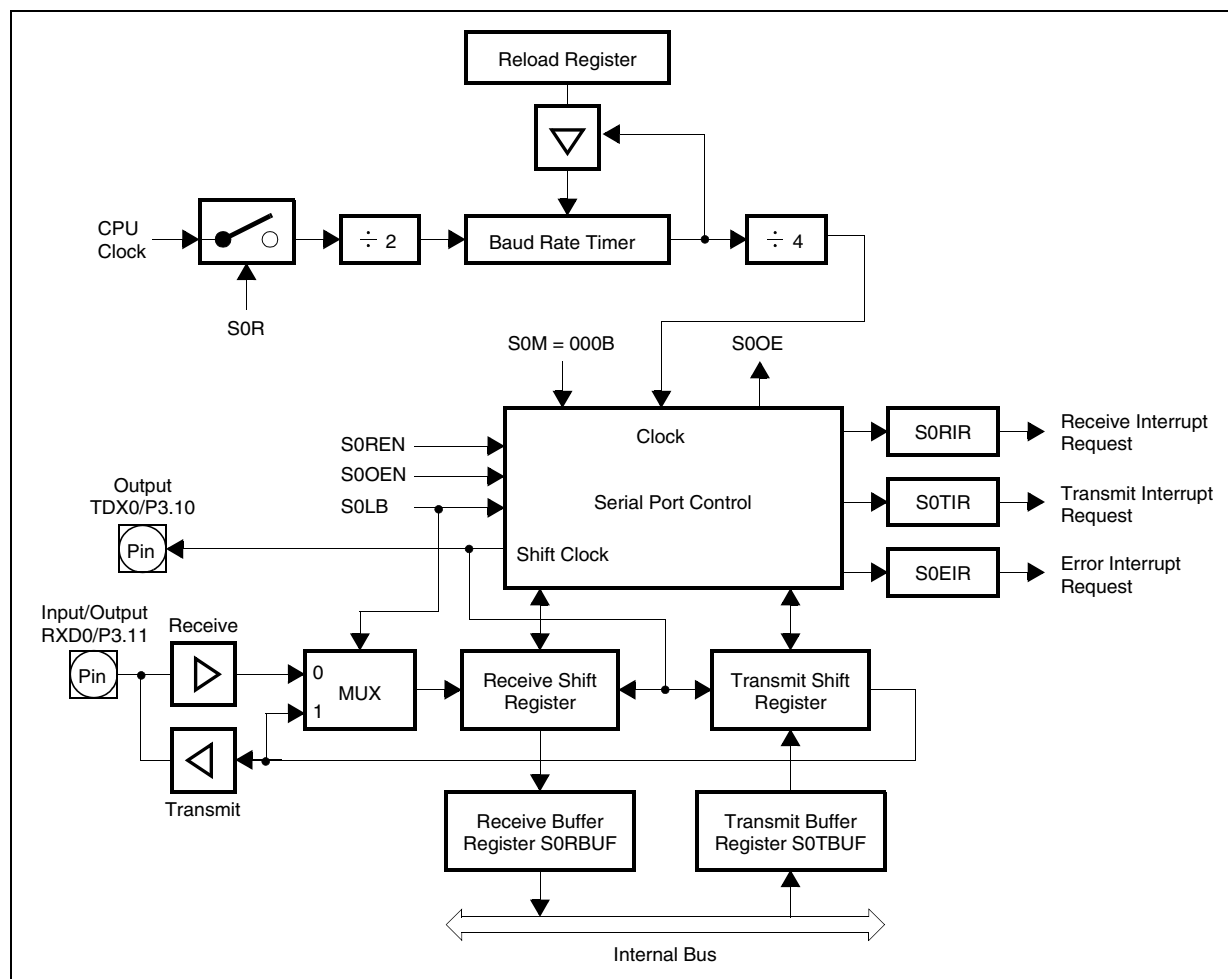 Reload Register
CPU
Clock
÷ 2
Baud Rate Timer
÷ 4
S0R
S0M = 000B
S0OE
Clock
S0REN
S0OEN
S0LB
Serial Port Control
Shift Clock
S0RIR
Receive Interrupt
Request
S0TIR
Transmit Interrupt
Request
S0EIR
Error Interrupt
Request
Output
TDX0/P3.10
Pin
Input/Output
RXD0/P3.11
Pin
Receive
0
MUX
1
Transmit
Receive Shift
Register
Transmit Shift
Register
Receive Buffer
Register S0RBUF
Transmit Buffer
Register S0TBUF
Internal Bus